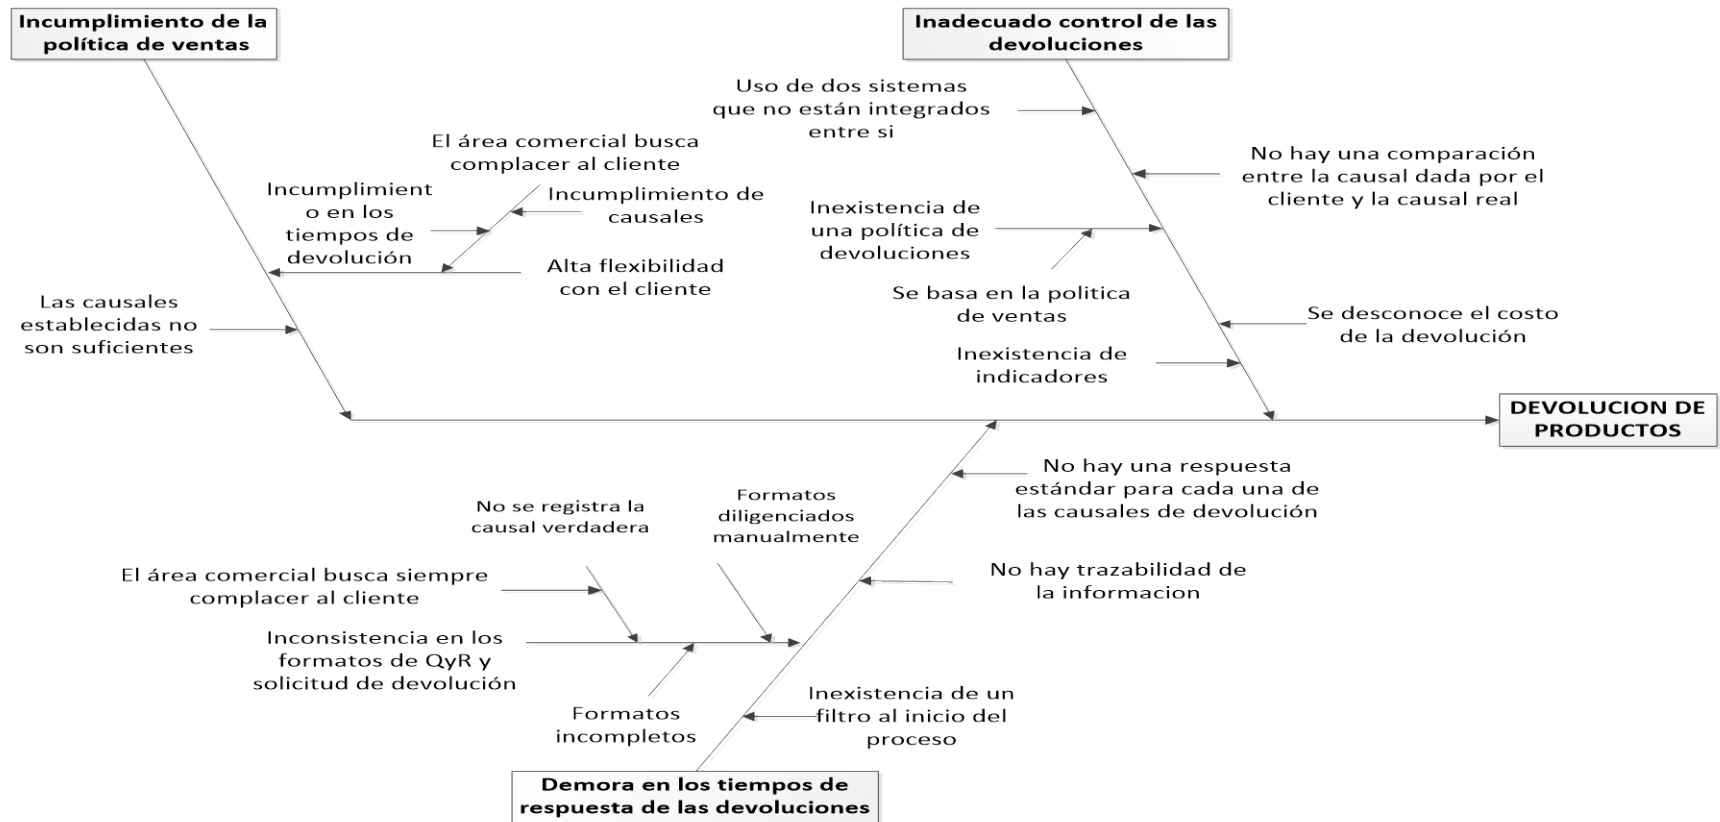 Incumplimiento de la
política de ventas
Inadecuado control de las
devoluciones
Uso de dos sistemas
que no están integrados
entre si
El área comercial busca
complacer al cliente
No hay una comparación
entre la causal dada por el
cliente y la causal real
Incumplimient
o en los
tiempos de
devolución
Incumplimiento de
causales
Inexistencia de
una política de
devoluciones
Alta flexibilidad
con el cliente
Se basa en la politica
de ventas
Las causales
establecidas no
son suficientes
Se desconoce el costo
de la devolución
Inexistencia de
indicadores
DEVOLUCION DE
PRODUCTOS
No hay una respuesta
estándar para cada una de
las causales de devolución
No se registra la
causal verdadera
Formatos
diligenciados
manualmente
El área comercial busca siempre
complacer al cliente
No hay trazabilidad de
la informacion
Inconsistencia en los
formatos de QyR y
solicitud de devolución
Formatos
incompletos
Inexistencia de un
filtro al inicio del
proceso
Demora en los tiempos de
respuesta de las devoluciones